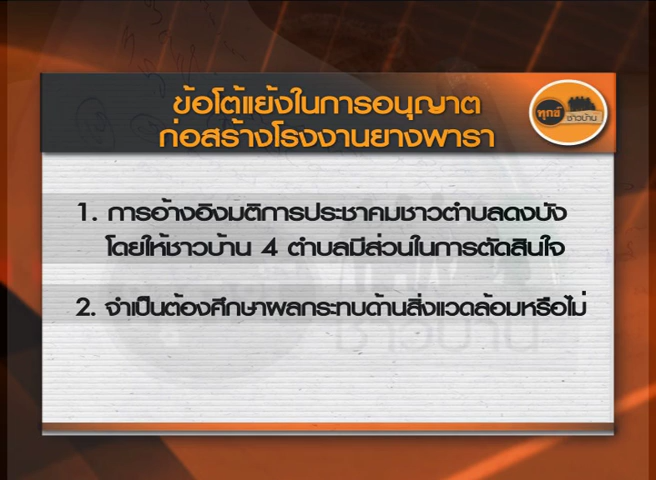 ข้อโต้แย้งในการอนุญาต
ก่อสร้างโรงงานยางพารา
ทุกข์
ชาวบ้าน
1. การอ้างอิงมติการประชาคมชาวตำบลดงบัง
โดยให้ชาวบ้าน 4 ตำบลมีส่วนในการตัดสินใจ
2. จำเป็นต้องศึกษาผลกระทบด้านสิ่งแวดล้อมหรือไม่
ชาวบ้าน